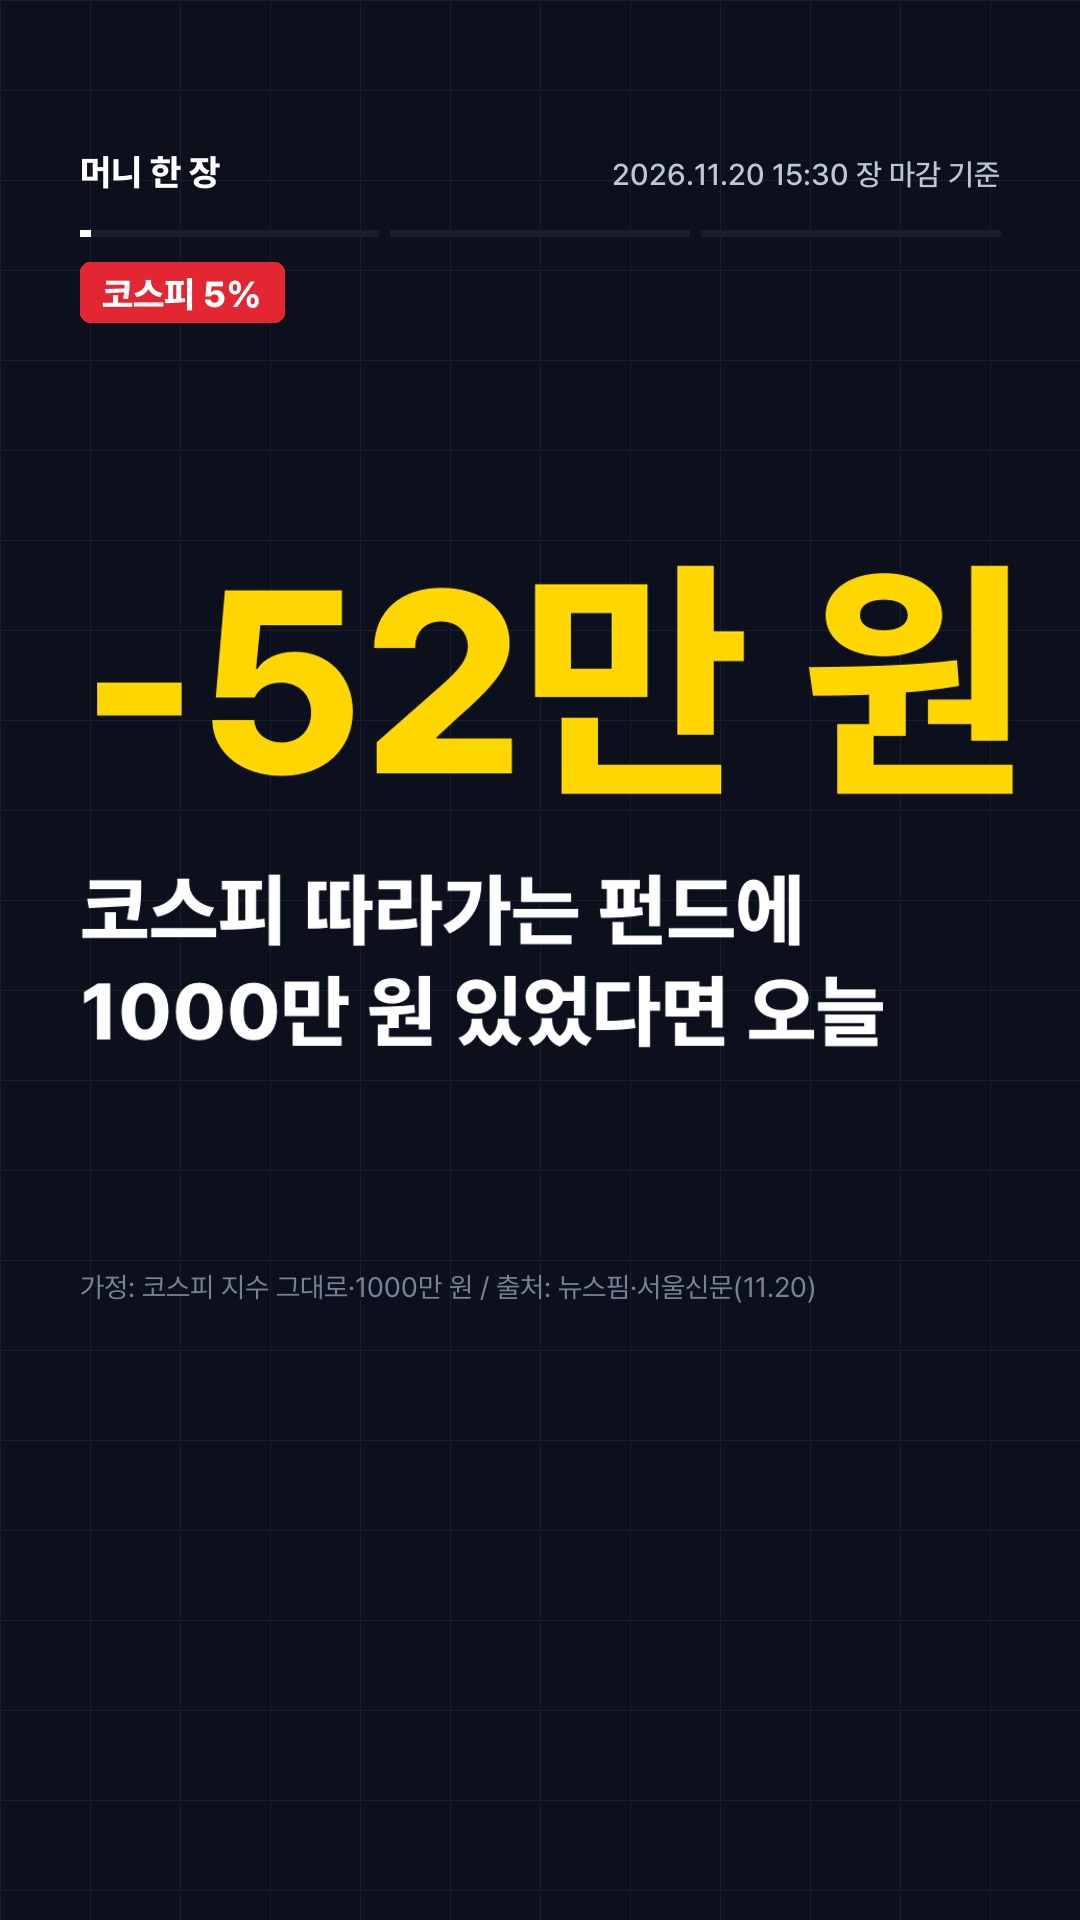 머니 한 장
2026.11.20 15:30 장 마감 기준
코스피 5%
-52만 원
코스피 따라가는 펀드에
1000만 원 있었다면 오늘
가정: 코스피 지수 그대로·1000만 원 / 출처: 뉴스핌·서울신문(11.20)